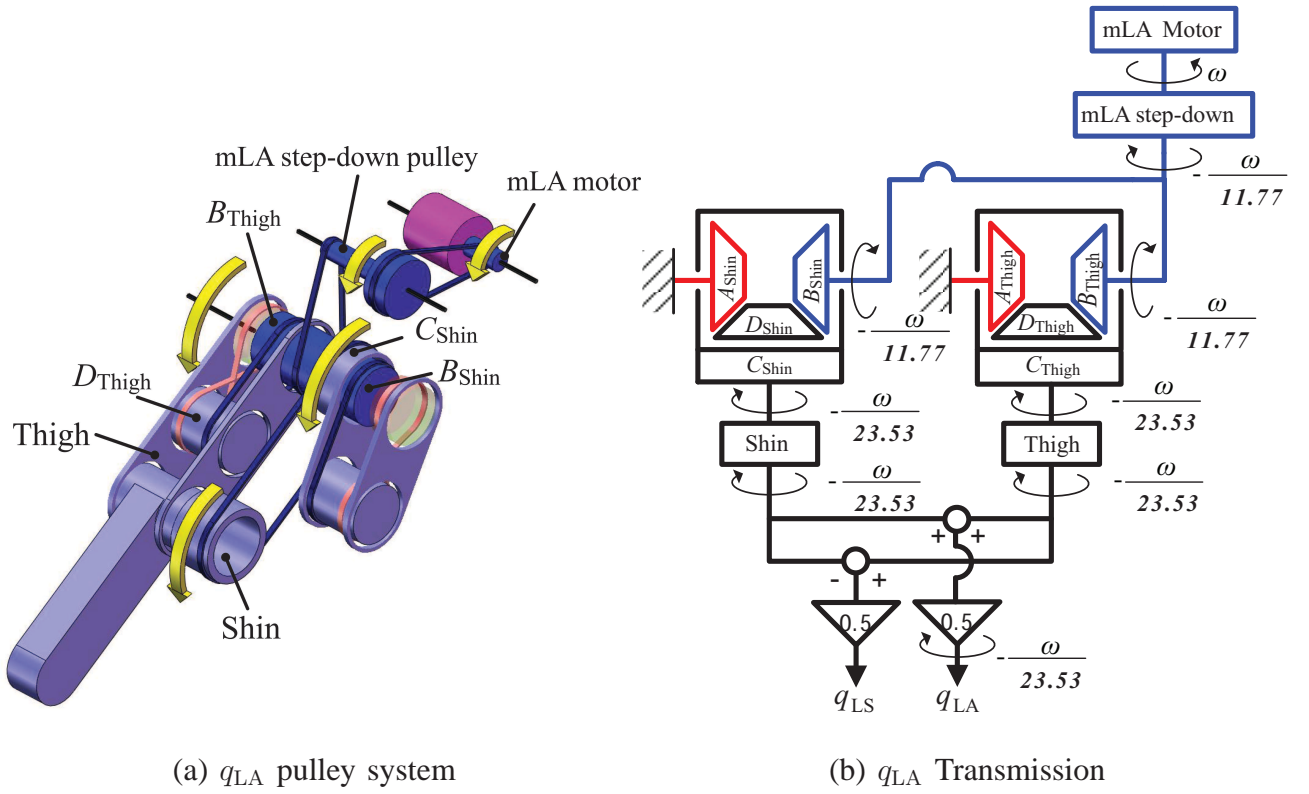 mLA step-down pulley
mLA motor
B_Thigh
C_Shin
B_Shin
D_Thigh
Thigh
Shin
(a) q_LA pulley system
mLA Motor
ω
mLA step-down
- ω/11.77
A_Shin
B_Shin
D_Shin
C_Shin
- ω/11.77
A_Thigh
B_Thigh
D_Thigh
C_Thigh
- ω/11.77
- ω/23.53
- ω/23.53
Shin
Thigh
- ω/23.53
- ω/23.53
+ +
- +
0.5
0.5
- ω/23.53
q_LS
q_LA
(b) q_LA Transmission